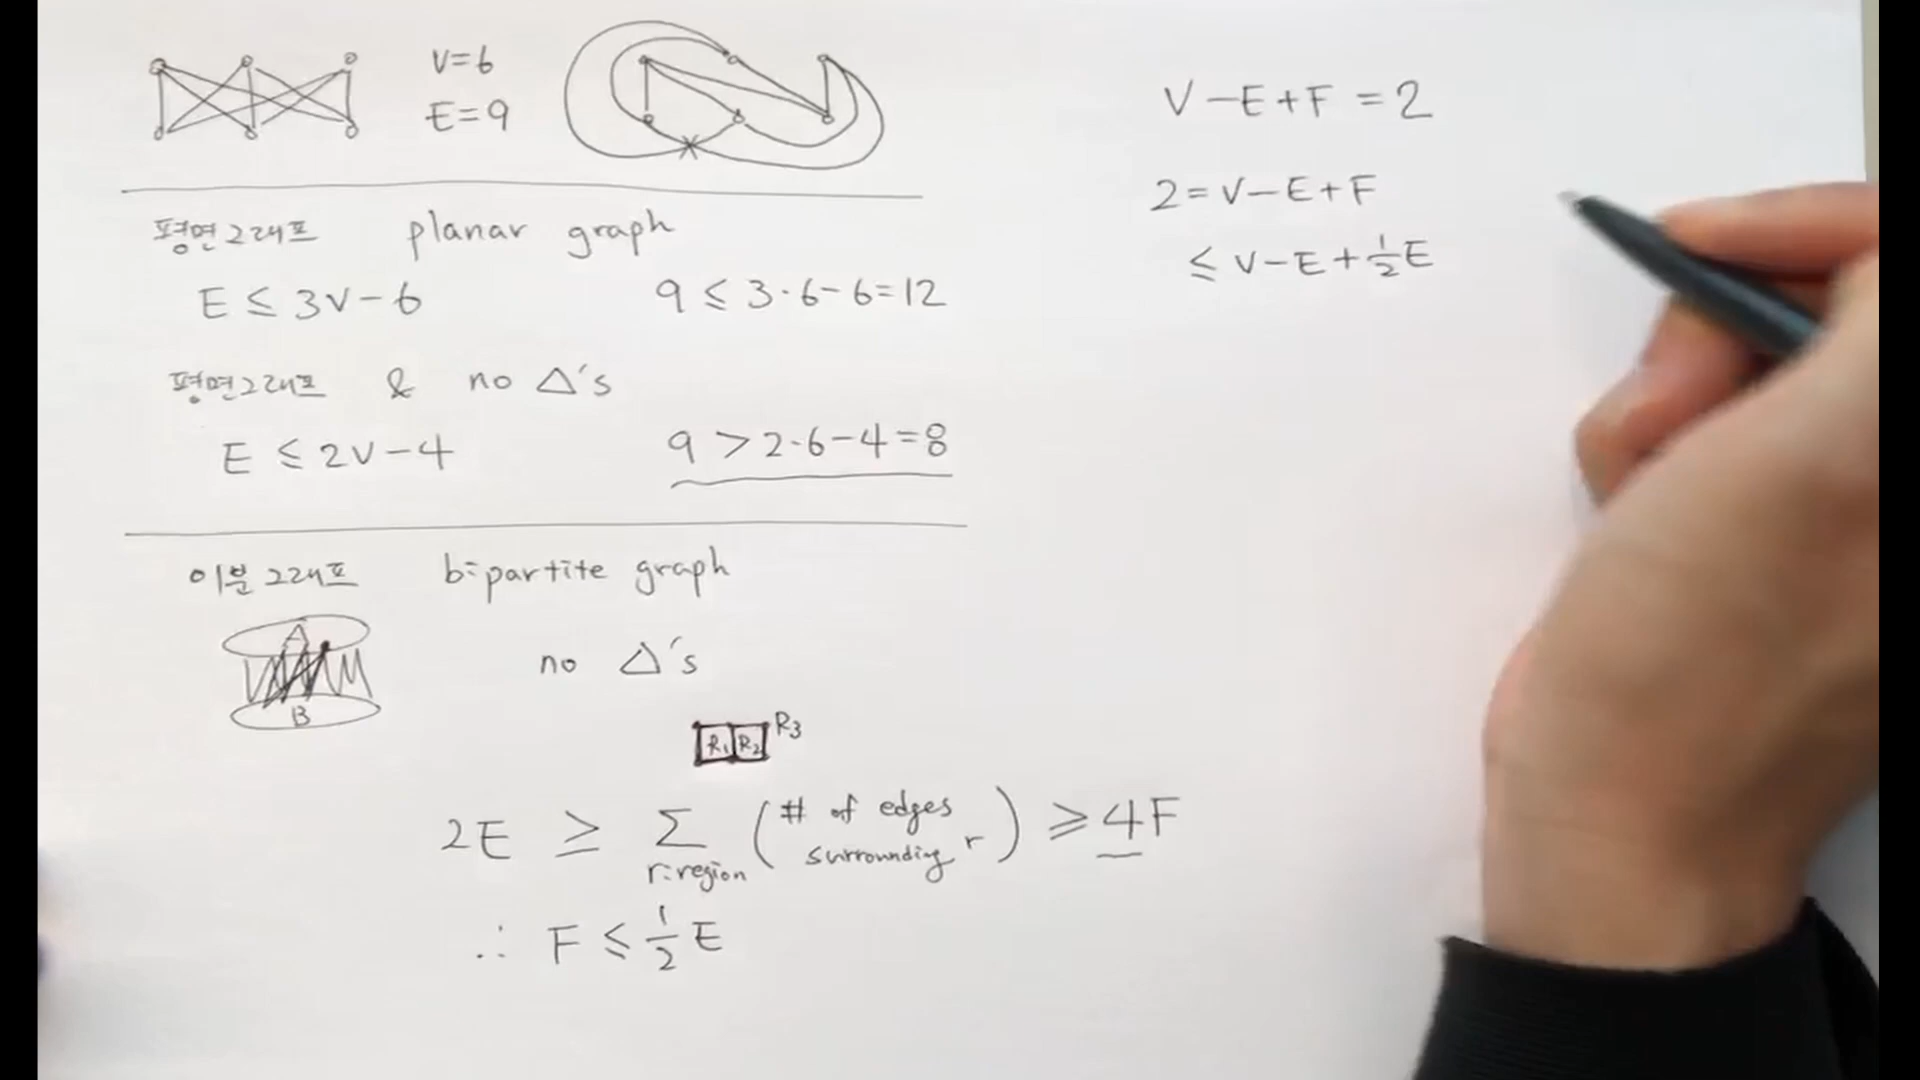 V=6
E=9
평면그래프 planar graph
E ≤ 3V-6 9 ≤ 3·6-6=12
평면그래프 & no △'s
E ≤ 2V-4 9 > 2·6-4=8
이분그래프 bipartite graph
A
B
no △'s
R₁ R₂ R₃
2E ≥ Σ r:region (# of edges surrounding r) ≥ 4F
∴ F ≤ ½E
V-E+F=2
2=V-E+F
≤ V-E+½E